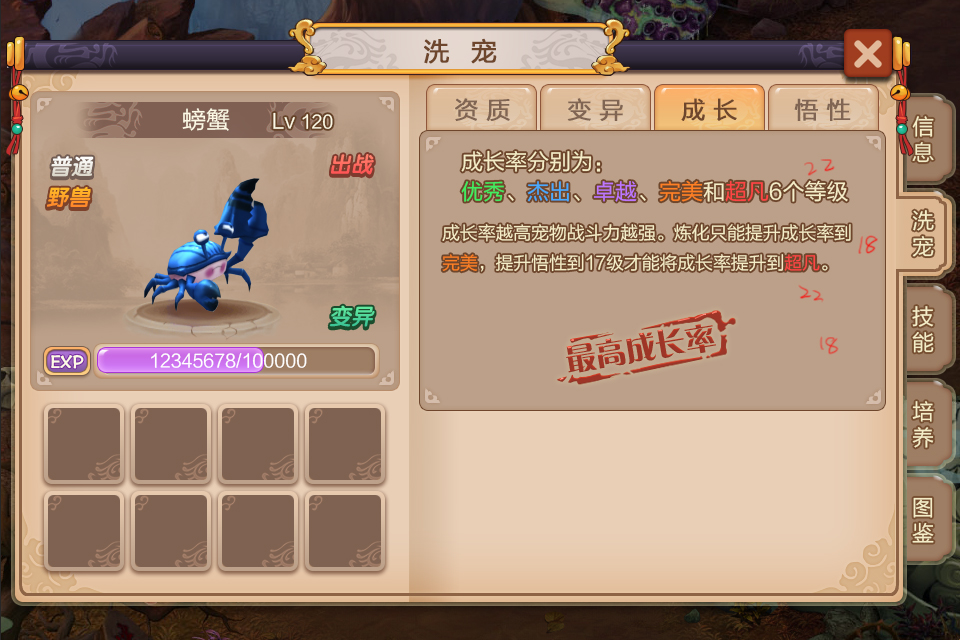 洗宠
螃蟹 Lv 120
普通
野兽
出战
变异
EXP 12345678/100000
资质 变异 成长 悟性
成长率分别为：
22
优秀、杰出、卓越、完美和超凡6个等级
成长率越高宠物战斗力越强。炼化只能提升成长率到
18
完美，提升悟性到17级才能将成长率提升到超凡。
22
18
最高成长率
信息
洗宠
技能
培养
图鉴